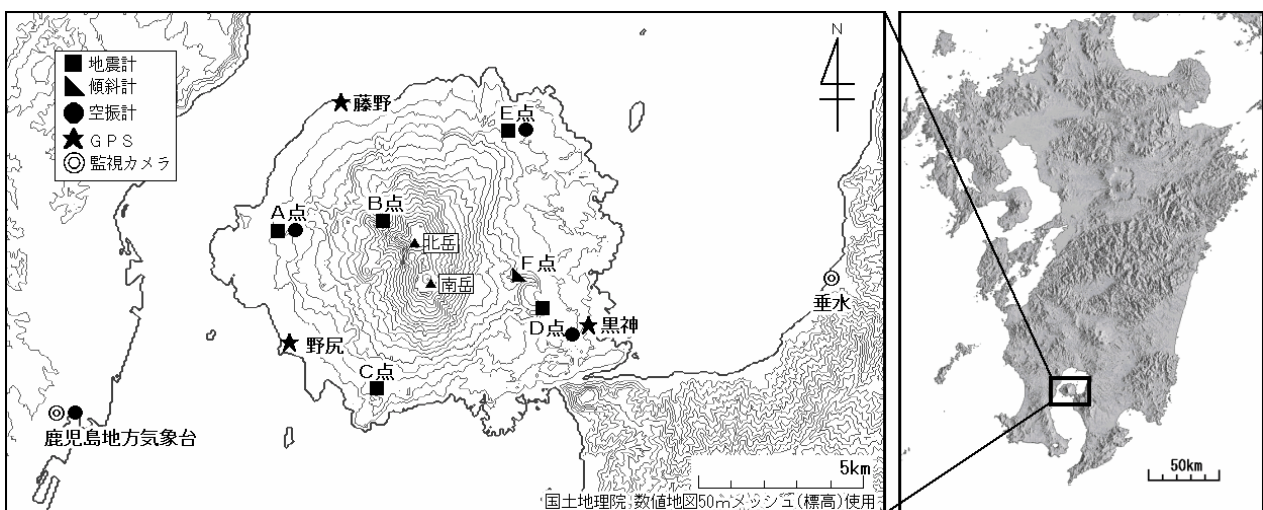 地震計
傾斜計
空振計
GPS
監視カメラ
N
藤野
E点
A点
B点
北岳
F点
南岳
垂水
D点
黒神
野尻
C点
鹿児島地方気象台
5km
50km
国土地理院，数値地図50mメッシュ(標高)使用